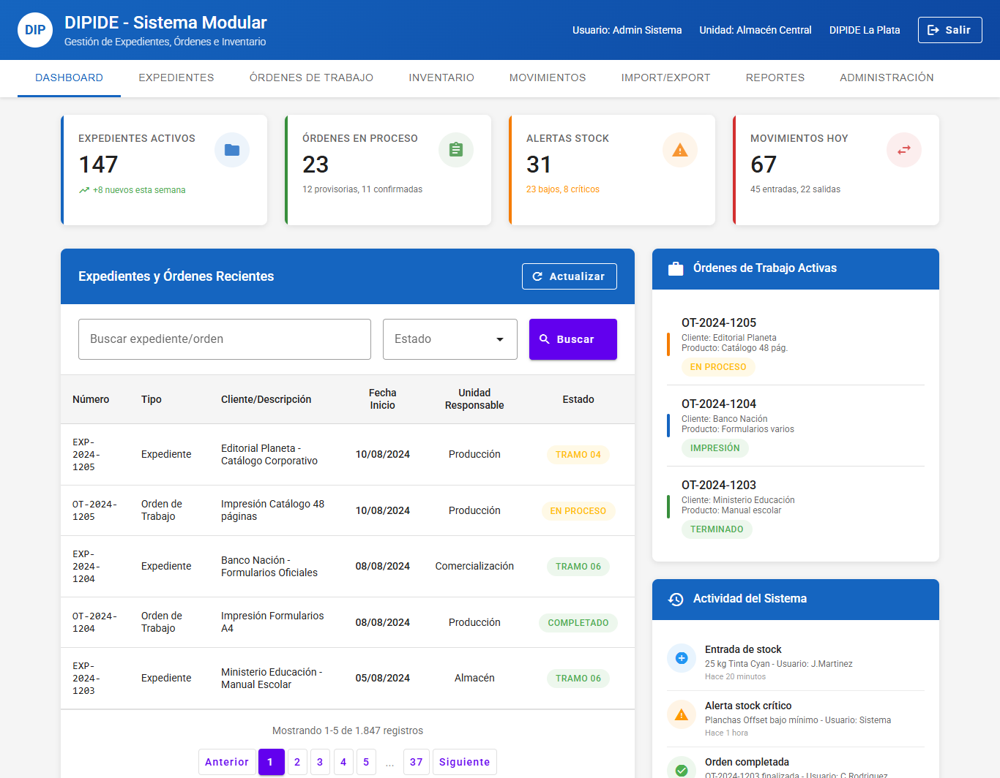 DIP
DIPIDE - Sistema Modular
Gestión de Expedientes, Órdenes e Inventario
Usuario: Admin Sistema
Unidad: Almacén Central
DIPIDE La Plata
Salir
DASHBOARD
EXPEDIENTES
ÓRDENES DE TRABAJO
INVENTARIO
MOVIMIENTOS
IMPORT/EXPORT
REPORTES
ADMINISTRACIÓN
EXPEDIENTES ACTIVOS
147
+8 nuevos esta semana
ÓRDENES EN PROCESO
23
12 provisorias, 11 confirmadas
ALERTAS STOCK
31
23 bajos, 8 críticos
MOVIMIENTOS HOY
67
45 entradas, 22 salidas
Expedientes y Órdenes Recientes
Actualizar
Buscar expediente/orden
Estado
Buscar
Número
Tipo
Cliente/Descripción
Fecha
Inicio
Unidad
Responsable
Estado
EXP-
2024-
1205
Expediente
Editorial Planeta -
Catálogo Corporativo
10/08/2024
Producción
TRAMO 04
OT-2024-
1205
Orden de
Trabajo
Impresión Catálogo 48
páginas
10/08/2024
Producción
EN PROCESO
EXP-
2024-
1204
Expediente
Banco Nación -
Formularios Oficiales
08/08/2024
Comercialización
TRAMO 06
OT-2024-
1204
Orden de
Trabajo
Impresión Formularios
A4
08/08/2024
Producción
COMPLETADO
EXP-
2024-
1203
Expediente
Ministerio Educación -
Manual Escolar
05/08/2024
Almacén
TRAMO 06
Mostrando 1-5 de 1.847 registros
Anterior 1 2 3 4 5 ... 37 Siguiente
Órdenes de Trabajo Activas
OT-2024-1205
Cliente: Editorial Planeta
Producto: Catálogo 48 pág.
EN PROCESO
OT-2024-1204
Cliente: Banco Nación
Producto: Formularios varios
IMPRESIÓN
OT-2024-1203
Cliente: Ministerio Educación
Producto: Manual escolar
TERMINADO
Actividad del Sistema
Entrada de stock
25 kg Tinta Cyan - Usuario: J.Martinez
Hace 20 minutos
Alerta stock crítico
Planchas Offset bajo mínimo - Usuario: Sistema
Hace 1 hora
Orden completada
OT-2024-1203 finalizada - Usuario: C.Rodriguez